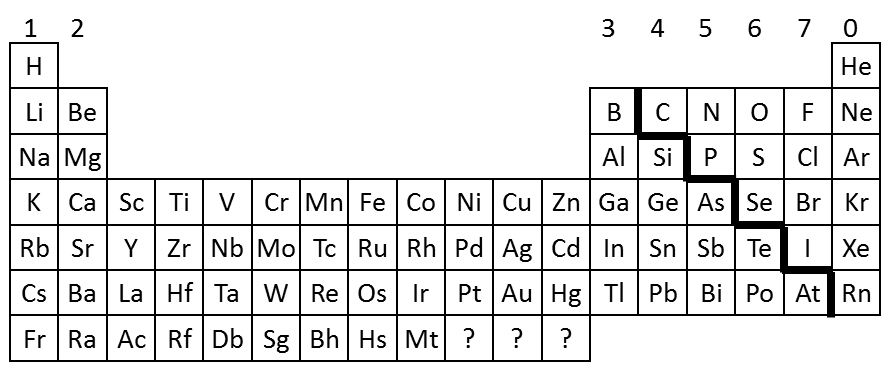 1 2 3 4 5 6 7 0
H He
Li Be B C N O F Ne
Na Mg Al Si P S Cl Ar
K Ca Sc Ti V Cr Mn Fe Co Ni Cu Zn Ga Ge As Se Br Kr
Rb Sr Y Zr Nb Mo Tc Ru Rh Pd Ag Cd In Sn Sb Te I Xe
Cs Ba La Hf Ta W Re Os Ir Pt Au Hg Tl Pb Bi Po At Rn
Fr Ra Ac Rf Db Sg Bh Hs Mt ? ? ?